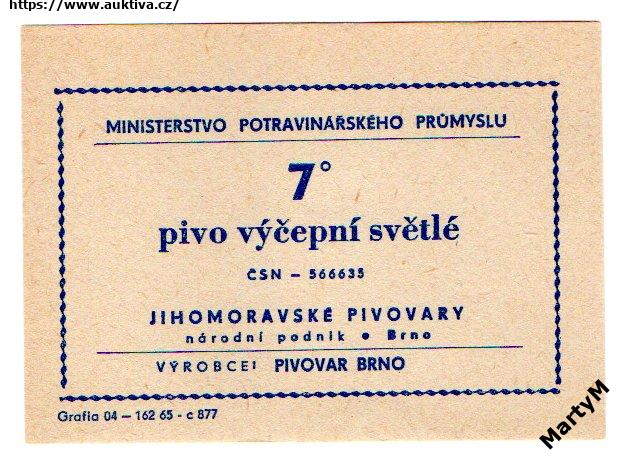 https://www.auktiva.cz/
MINISTERSTVO POTRAVINÁŘSKÉHO PRŮMYSLU
7°
pivo výčepní světlé
ČSN – 566635
JIHOMORAVSKÉ PIVOVARY
národní podnik • Brno
VÝROBCE: PIVOVAR BRNO
Grafia 04 – 162 65 - c 877
MartyM